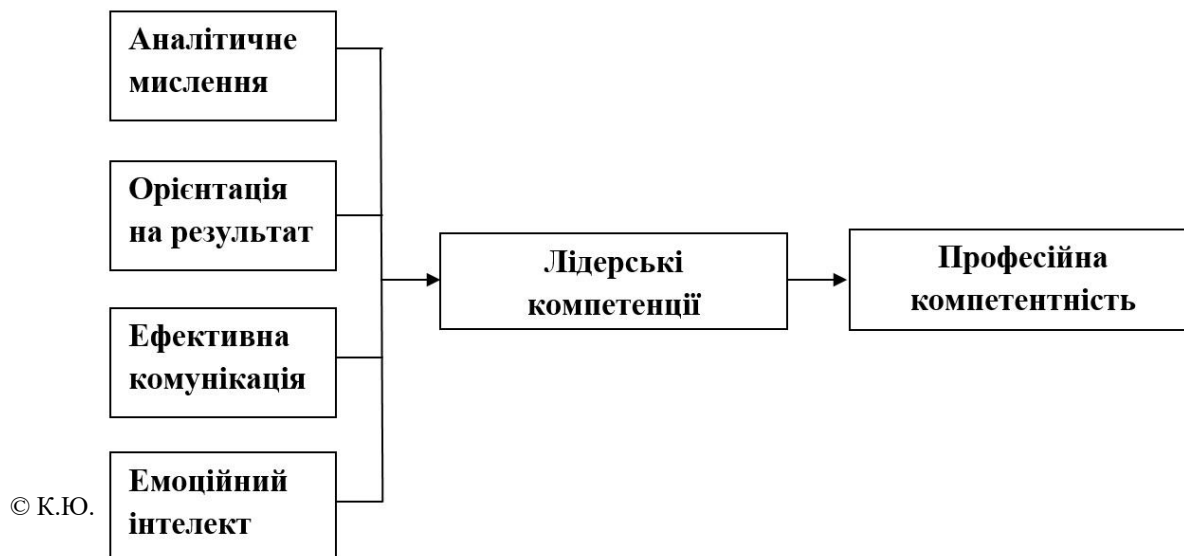 Аналітичне
мислення
Орієнтація
на результат
Ефективна
комунікація
Емоційний
інтелект
Лідерські
компетенції
Професійна
компетентність
© К.Ю.